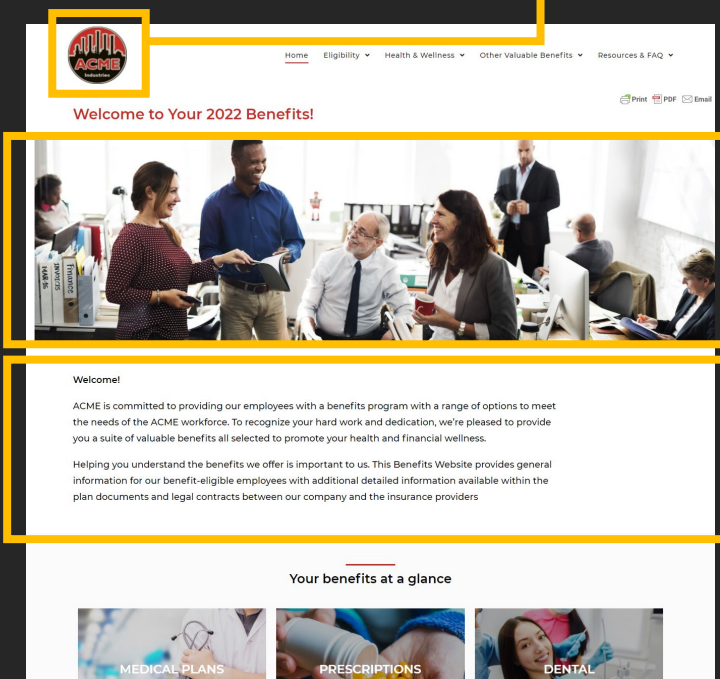 ACME
Industries
Home Eligibility Health & Wellness Other Valuable Benefits Resources & FAQ
Print PDF Email
Welcome to Your 2022 Benefits!
Finance
INVOICES
Welcome!
ACME is committed to providing our employees with a benefits program with a range of options to meet
the needs of the ACME workforce. To recognize your hard work and dedication, we're pleased to provide
you a suite of valuable benefits all selected to promote your health and financial wellness.
Helping you understand the benefits we offer is important to us. This Benefits Website provides general
information for our benefit-eligible employees with additional detailed information available within the
plan documents and legal contracts between our company and the insurance providers
Your benefits at a glance
MEDICAL PLANS
PRESCRIPTIONS
DENTAL